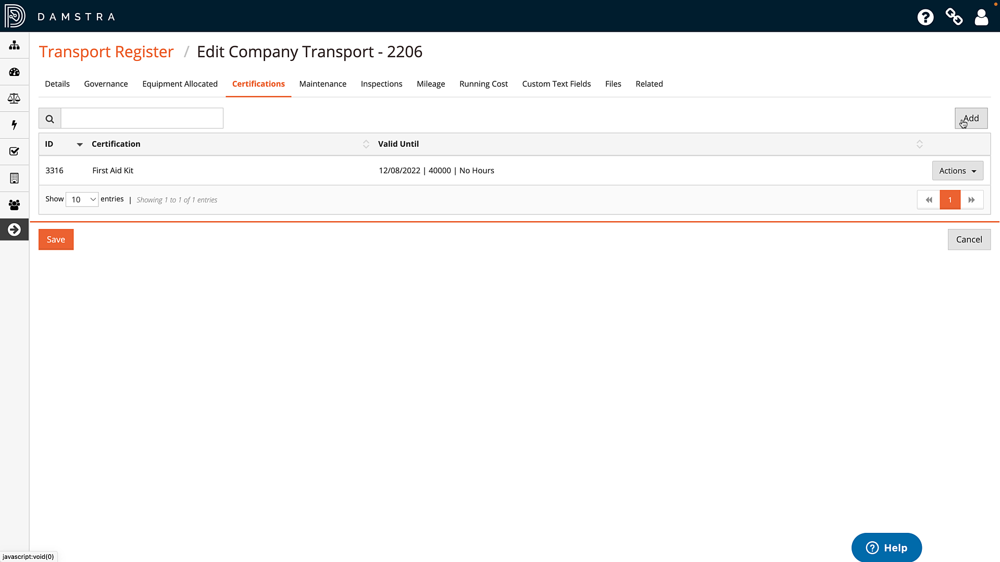 DAMSTRA
Transport Register / Edit Company Transport - 2206
Details Governance Equipment Allocated Certifications Maintenance Inspections Mileage Running Cost Custom Text Fields Files Related
Add
ID Certification Valid Until
3316 First Aid Kit 12/08/2022 | 40000 | No Hours Actions
Show 10 entries | Showing 1 to 1 of 1 entries 1
Save Cancel
? Help
javascript:void(0)